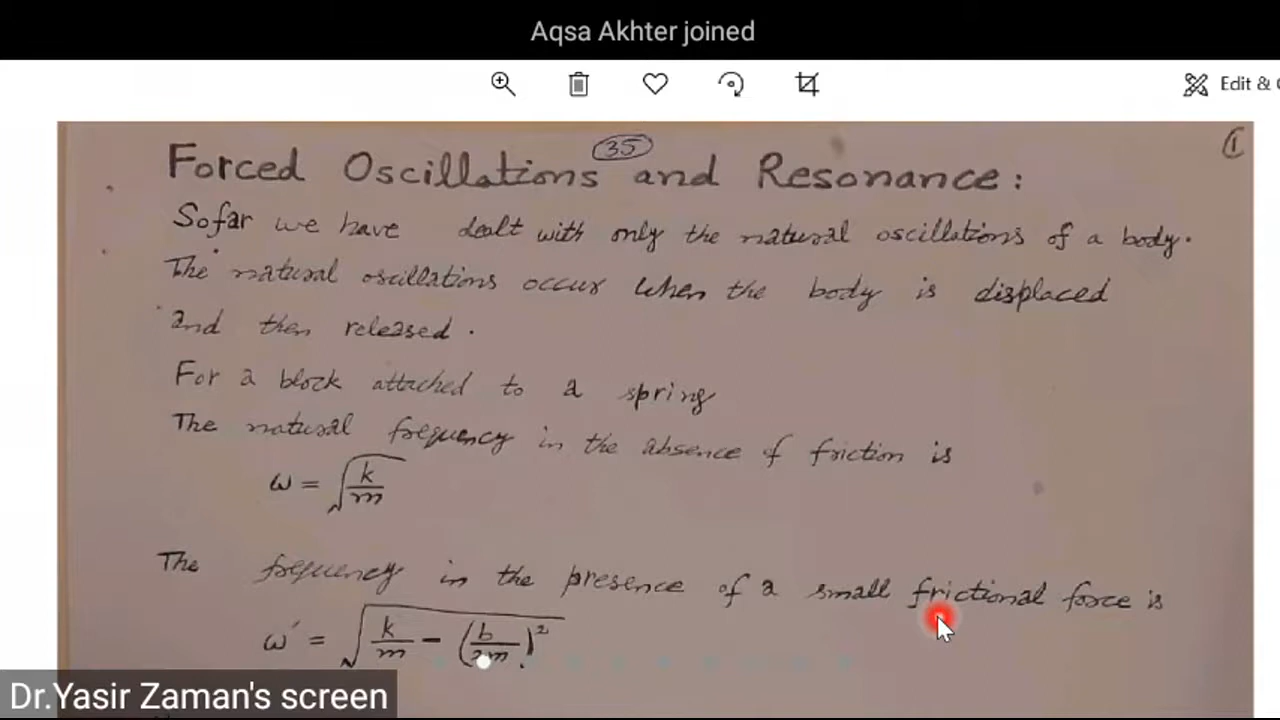 Aqsa Akhter joined
Edit &
35
1
Forced Oscillations and Resonance:
Sofar we have dealt with only the natural oscillations of a body.
The natural oscillations occur when the body is displaced
and then released.
For a block attached to a spring
The natural frequency in the absence of friction is
ω = √(k/m)
The frequency in the presence of a small frictional force is
ω′ = √(k/m − (b/2m)²)
Dr.Yasir Zaman's screen